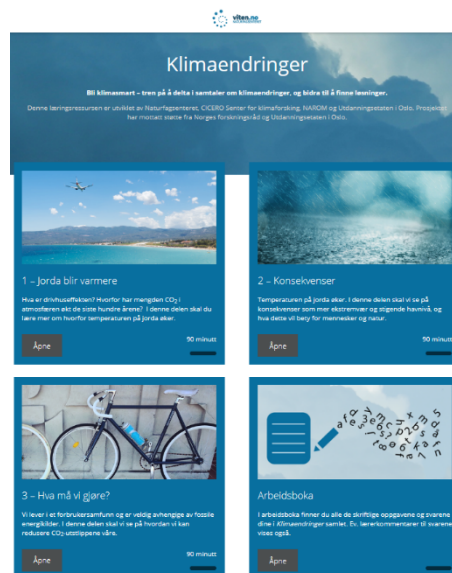 viten.no
Klimaendringer
Bli klimasmart – tren på å delta i samtaler om klimaendringer, og bidra til å finne løsninger.
Denne læringsressursen er utviklet av Naturfagsenteret, CICERO Senter for klimaforskning, NAROM og Utdanningsetaten i Oslo. Prosjektet
har mottatt støtte fra Norges forskningsråd og Utdanningsetaten i Oslo.
1 – Jorda blir varmere
Hva er drivhuseffekten? Hvorfor har mengden CO₂ i
atmosfæren økt de siste hundre årene? I denne delen skal du
lære mer om hvorfor temperaturen på jorda øker.
90 minutt
Åpne
2 – Konsekvenser
Temperaturen på jorda øker. I denne delen skal vi se på
konsekvenser som mer ekstremvær og stigende havnivå, og
hva dette vil bety for mennesker og natur.
90 minutt
Åpne
3 – Hva må vi gjøre?
Vi lever i et forbrukersamfunn og er veldig avhengige av fossile
energikilder. I denne delen skal vi se på hvordan vi kan
redusere CO₂-utslippene våre.
90 minutt
Åpne
Arbeidsboka
I arbeidsboka finner du alle de skriftlige oppgavene og svarene
dine i Klimaendringer samlet. Ev. lærerkommentarer til svarene
vises også.
Åpne